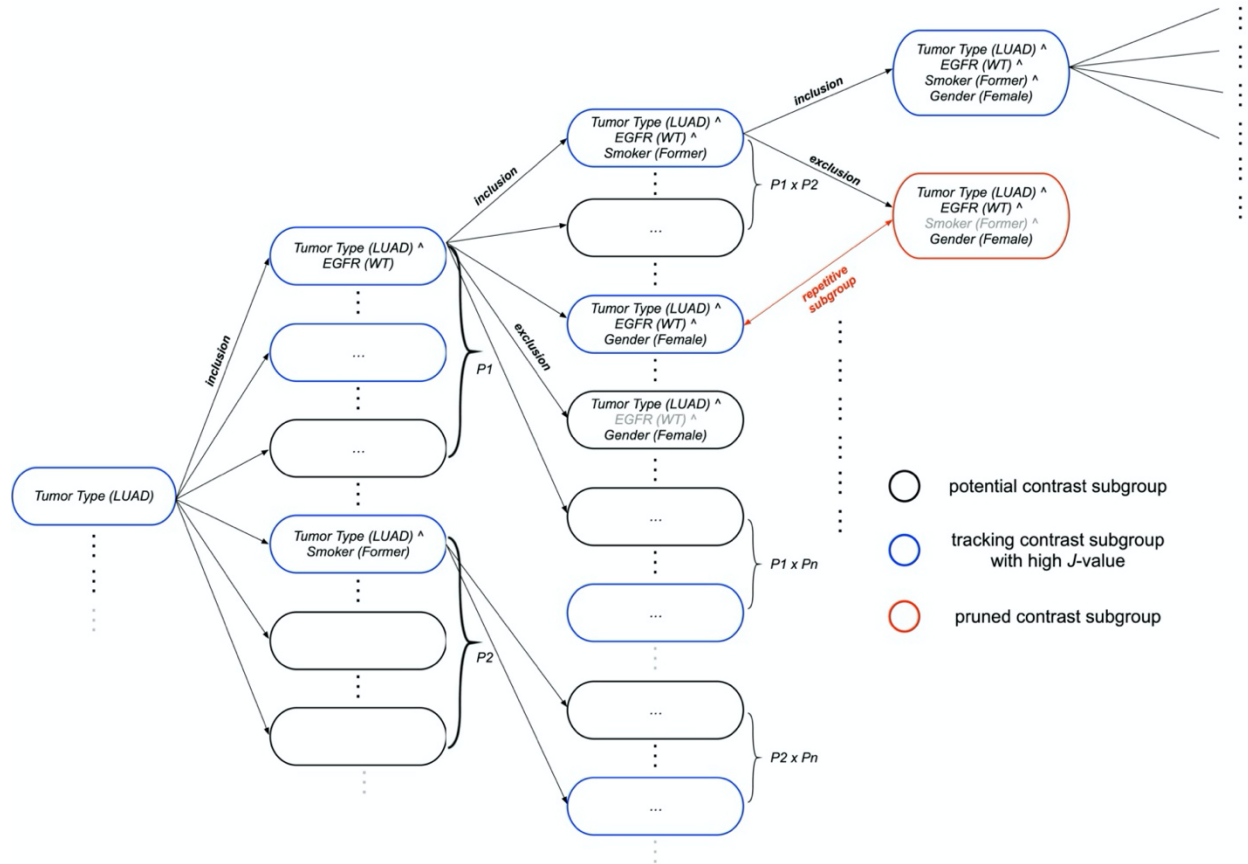 Tumor Type (LUAD)
inclusion
Tumor Type (LUAD) ^
EGFR (WT)
...
...
P1
Tumor Type (LUAD) ^
Smoker (Former)
P2
inclusion
exclusion
Tumor Type (LUAD) ^
EGFR (WT) ^
Smoker (Former)
...
P1 x P2
Tumor Type (LUAD) ^
EGFR (WT) ^
Gender (Female)
Tumor Type (LUAD) ^
EGFR (WT) ^
Gender (Female)
...
P1 x Pn
...
...
P2 x Pn
...
inclusion
exclusion
repetitive
subgroup
Tumor Type (LUAD) ^
EGFR (WT) ^
Smoker (Former) ^
Gender (Female)
Tumor Type (LUAD) ^
EGFR (WT) ^
Smoker (Former) ^
Gender (Female)
potential contrast subgroup
tracking contrast subgroup
with high J-value
pruned contrast subgroup